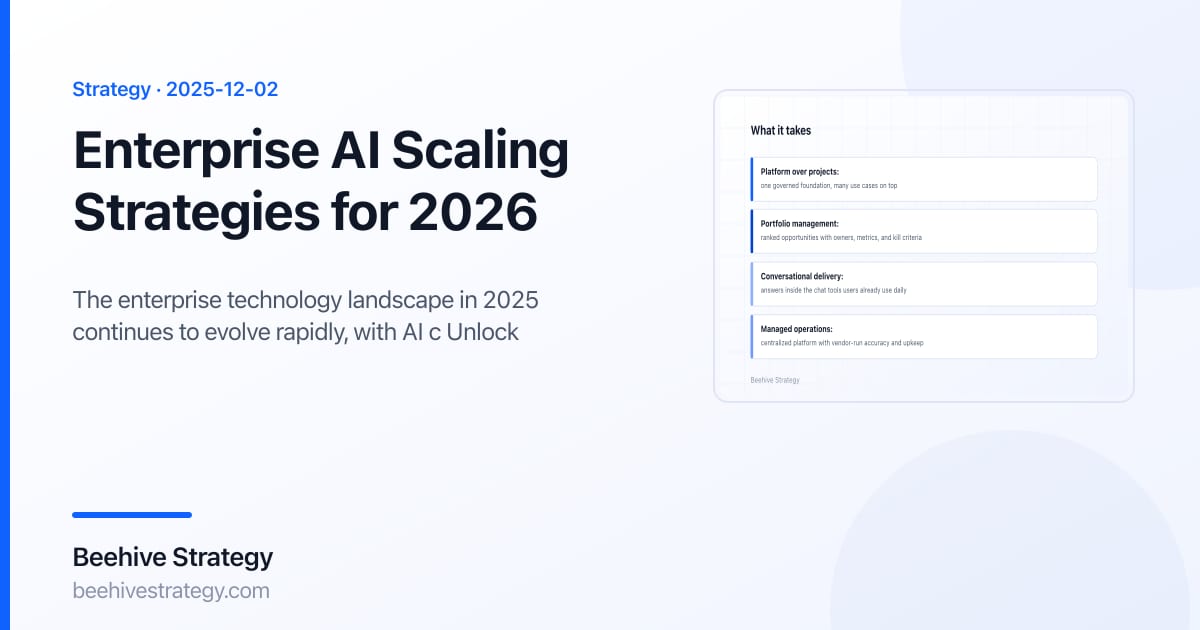 Strategy · 2025-12-02
Enterprise AI Scaling
Strategies for 2026
The enterprise technology landscape in 2025
continues to evolve rapidly, with AI c Unlock
Beehive Strategy
beehivestrategy.com
What it takes
Platform over projects:
one governed foundation, many use cases on top
Portfolio management:
ranked opportunities with owners, metrics, and kill criteria
Conversational delivery:
answers inside the chat tools users already use daily
Managed operations:
centralized platform with vendor-run accuracy and upkeep
Beehive Strategy